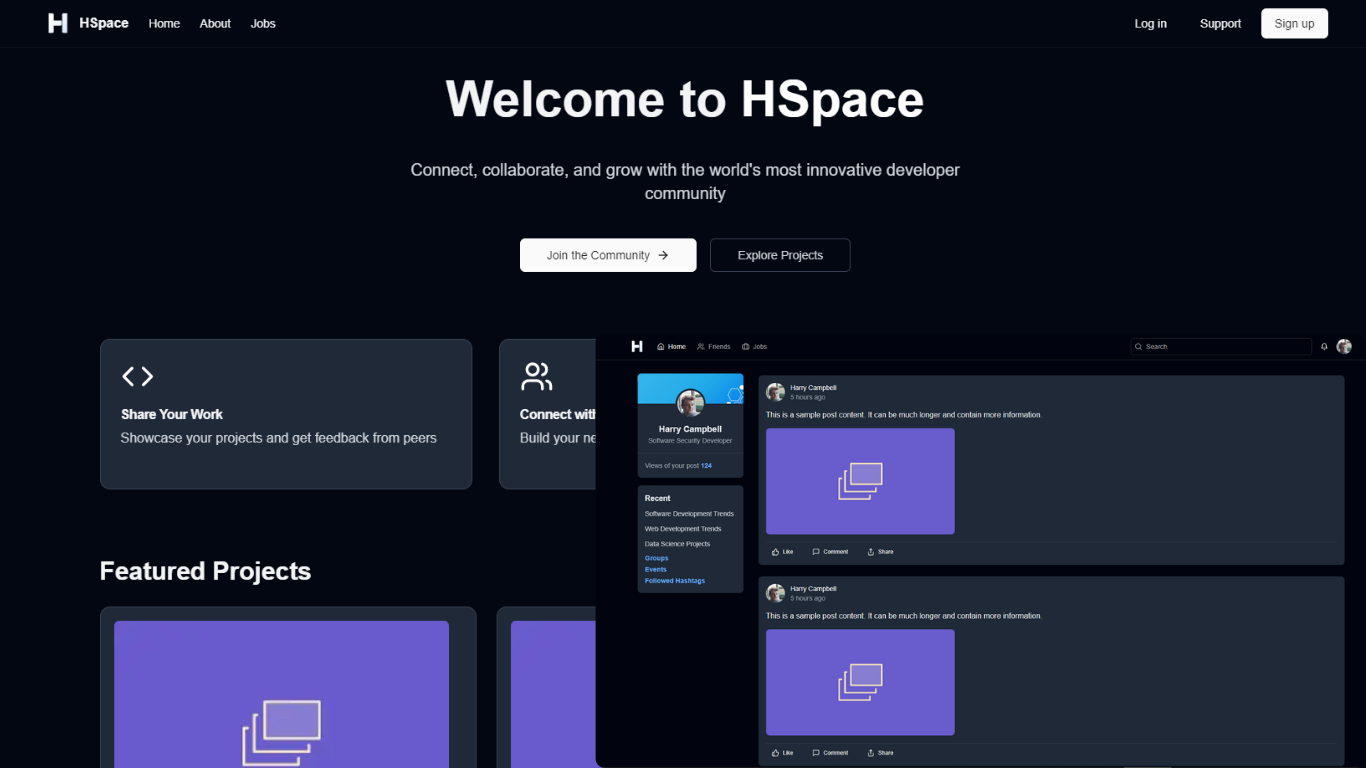 H HSpace Home About Jobs Log in Support Sign up
Welcome to HSpace
Connect, collaborate, and grow with the world's most innovative developer
community
Join the Community → Explore Projects
Share Your Work
Showcase your projects and get feedback from peers
Connect with
Build your
Featured Projects
H Home Friends Jobs Search
Harry Campbell
Software Security Developer
Views of your post 124
Recent
Software Development Trends
Web Development Trends
Data Science Projects
Groups
Events
Followed Hashtags
Harry Campbell
5 hours ago
This is a sample post content. It can be much longer and contain more information.
Like Comment Share
Harry Campbell
5 hours ago
This is a sample post content. It can be much longer and contain more information.
Like Comment Share